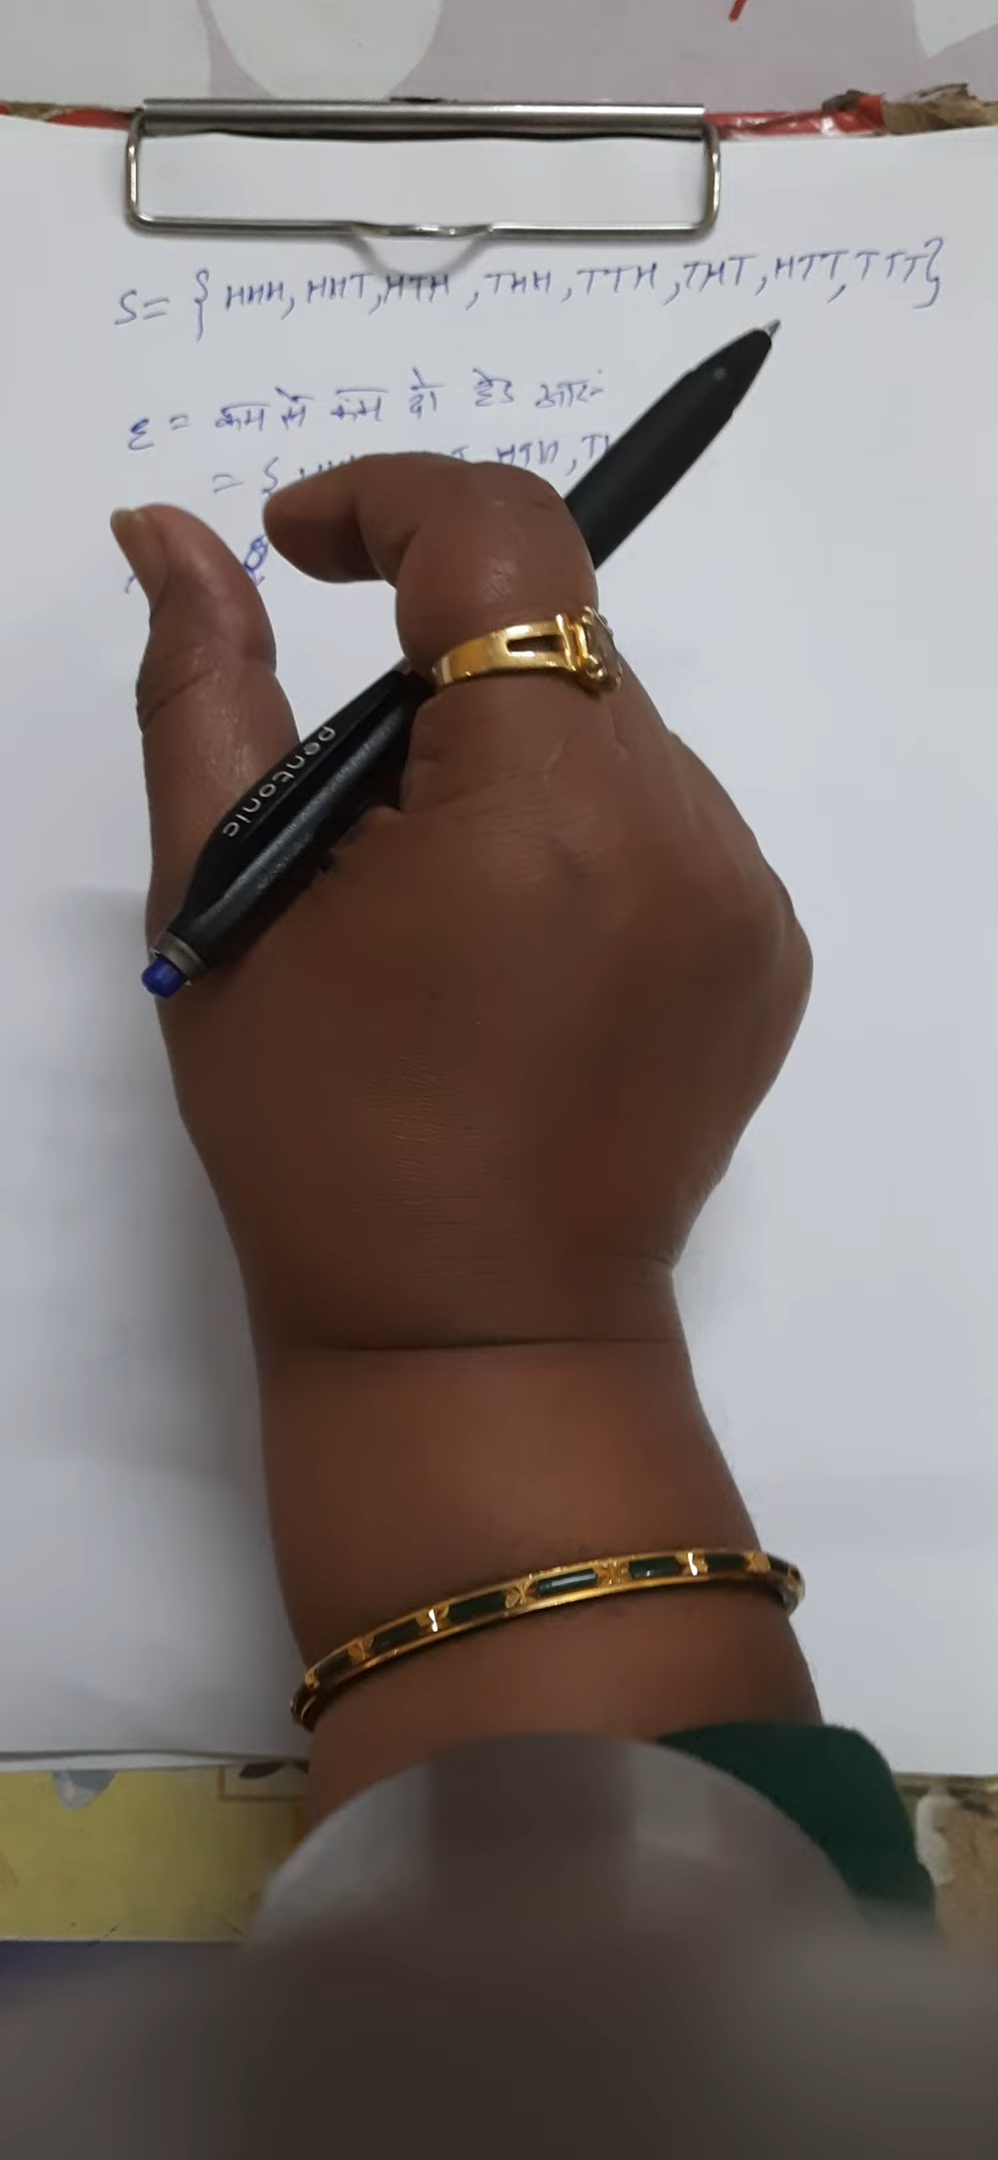 S = { HHH, HHT, HTH, THH, TTH, THT, HTT, TTT}
E = कम से कम दो हेड आए
= { HTH,
pentonic